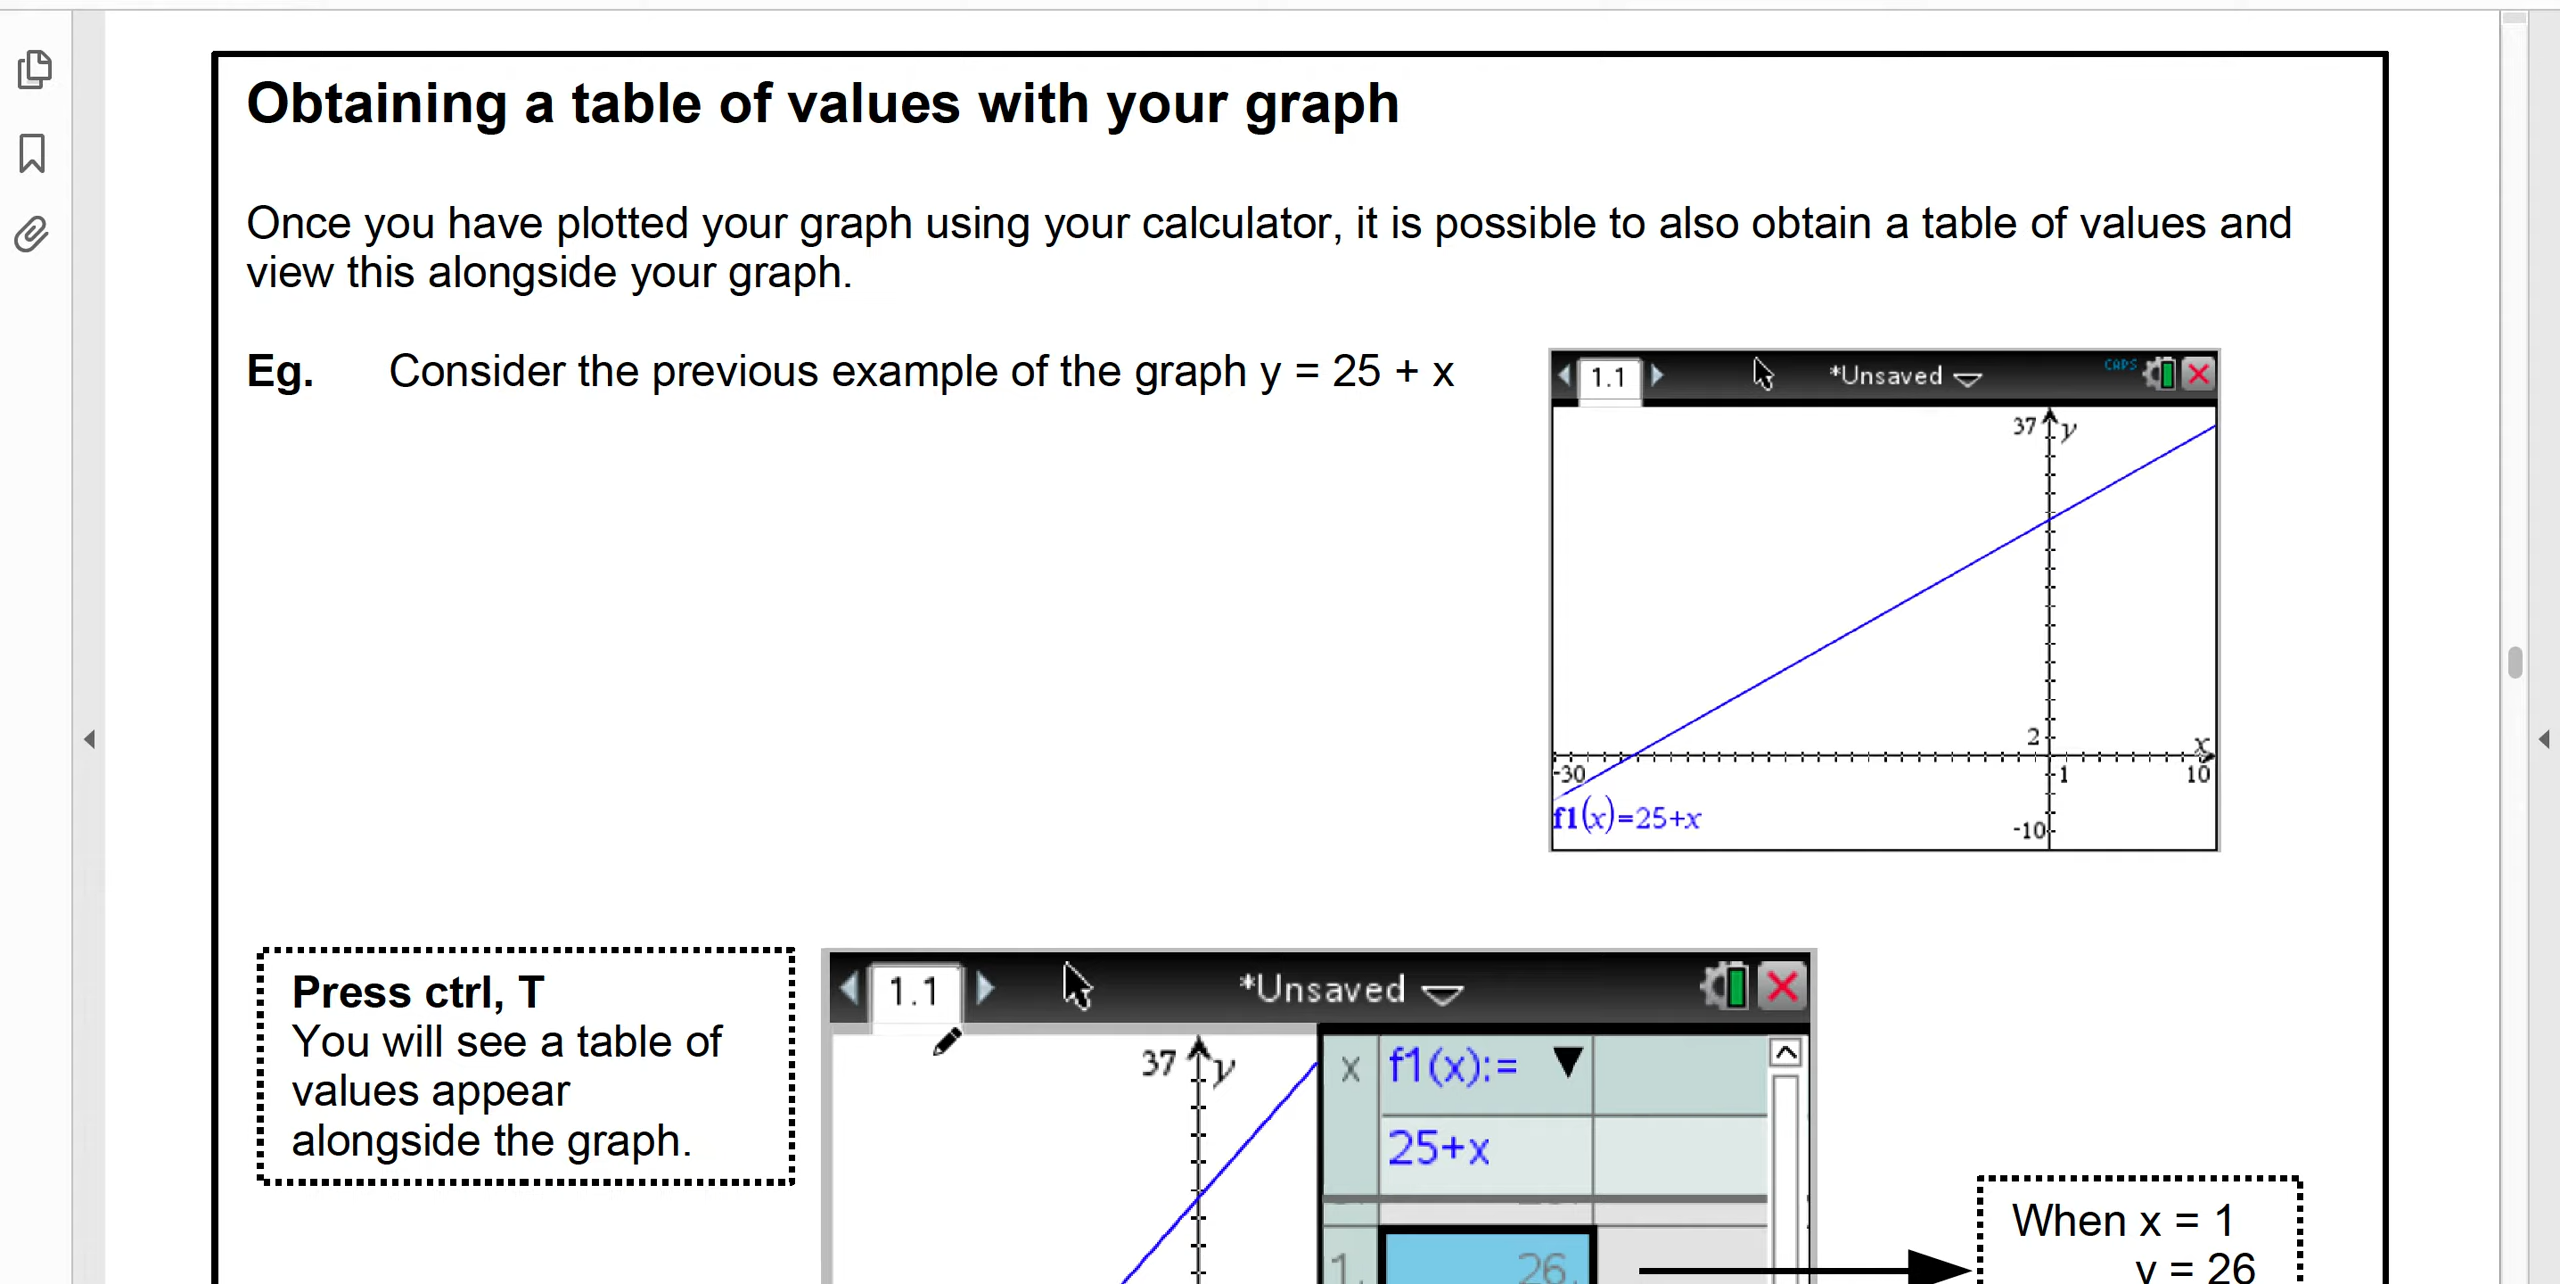 Obtaining a table of values with your graph
Once you have plotted your graph using your calculator, it is possible to also obtain a table of values and
view this alongside your graph.
Eg. Consider the previous example of the graph y = 25 + x
1.1 *Unsaved CAPS
37 y
2 x
-30 1 10
f1(x)=25+x
-10
Press ctrl, T
You will see a table of
values appear
alongside the graph.
1.1 *Unsaved
37 y
x f1(x):=
25+x
1. 26.
When x = 1
y = 26